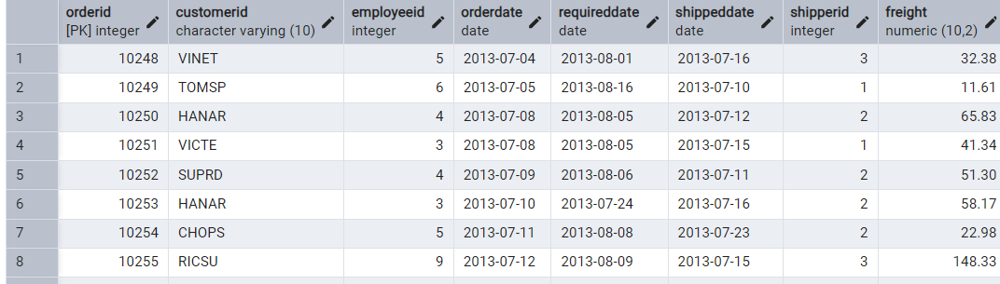 orderid customerid employeeid orderdate requireddate shippeddate shipperid freight
[PK] integer character varying (10) integer date date date integer numeric (10,2)
1 10248 VINET 5 2013-07-04 2013-08-01 2013-07-16 3 32.38
2 10249 TOMSP 6 2013-07-05 2013-08-16 2013-07-10 1 11.61
3 10250 HANAR 4 2013-07-08 2013-08-05 2013-07-12 2 65.83
4 10251 VICTE 3 2013-07-08 2013-08-05 2013-07-15 1 41.34
5 10252 SUPRD 4 2013-07-09 2013-08-06 2013-07-11 2 51.30
6 10253 HANAR 3 2013-07-10 2013-07-24 2013-07-16 2 58.17
7 10254 CHOPS 5 2013-07-11 2013-08-08 2013-07-23 2 22.98
8 10255 RICSU 9 2013-07-12 2013-08-09 2013-07-15 3 148.33